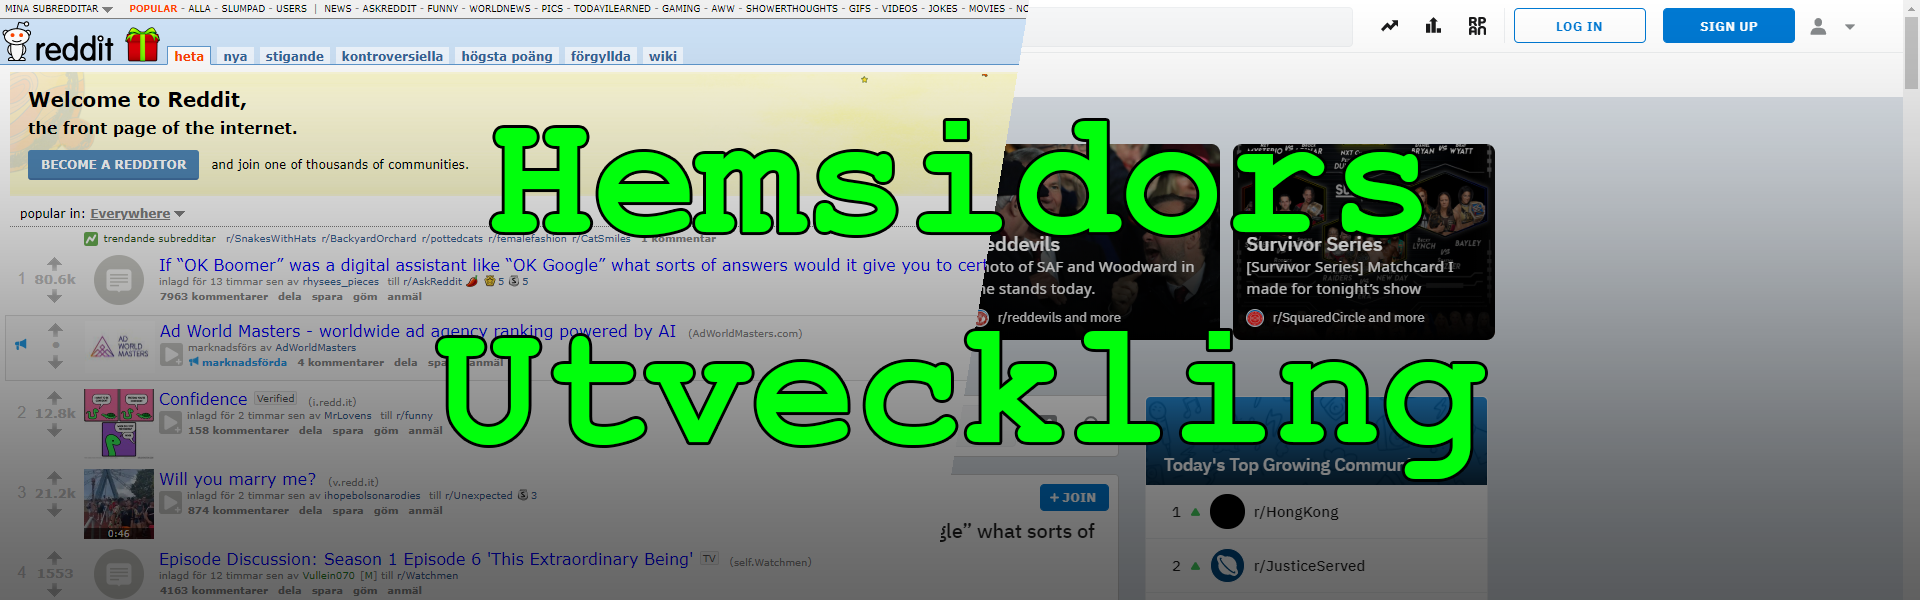 MINA SUBREDDITAR POPULAR - ALLA - SLUMPAD - USERS | NEWS - ASKREDDIT - FUNNY - WORLDNEWS - PICS - TODAYILEARNED - GAMING - AWW - SHOWERTHOUGHTS - GIFS - VIDEOS - JOKES - MOVIES - NO
reddit heta nya stigande kontroversiella högsta poäng förgyllda wiki
RPAN LOG IN SIGN UP
Welcome to Reddit,
the front page of the internet.
BECOME A REDDITOR and join one of thousands of communities.
popular in: Everywhere
trendande subredditar r/SnakesWithHats r/BackyardOrchard r/pottedcats r/femalefashion r/CatSmiles 1 kommentar
Hemsidors
Utveckling
1 80.6k If “OK Boomer” was a digital assistant like “OK Google” what sorts of answers would it give you to cert
inlagd för 13 timmar sen av rhysees_pieces till r/AskReddit 5 5
7963 kommentarer dela spara göm anmäl
Ad World Masters - worldwide ad agency ranking powered by AI (AdWorldMasters.com)
AD WORLD MASTERS
marknadsförs av AdWorldMasters
marknadsförda 4 kommentarer dela anmäl
2 12.8k Confidence Verified (i.redd.it)
inlagd för 2 timmar sen av MrLovens till r/funny
158 kommentarer dela spara göm anmäl
3 21.2k Will you marry me? (v.redd.it)
inlagd för 2 timmar sen av ihopebolsonarodies till r/Unexpected 3
874 kommentarer dela spara göm anmäl
0:46
4 1553 Episode Discussion: Season 1 Episode 6 'This Extraordinary Being' TV (self.Watchmen)
inlagd för 12 timmar sen av Vullein070 [M] till r/Watchmen
4163 kommentarer dela spara göm anmäl
eddevils
hoto of SAF and Woodward in
he stands today.
r/reddevils and more
Survivor Series
[Survivor Series] Matchcard I
made for tonight’s show
r/SquaredCircle and more
+ JOIN
gle” what sorts of
Today's Top Growing Commun
1 r/HongKong
2 r/JusticeServed